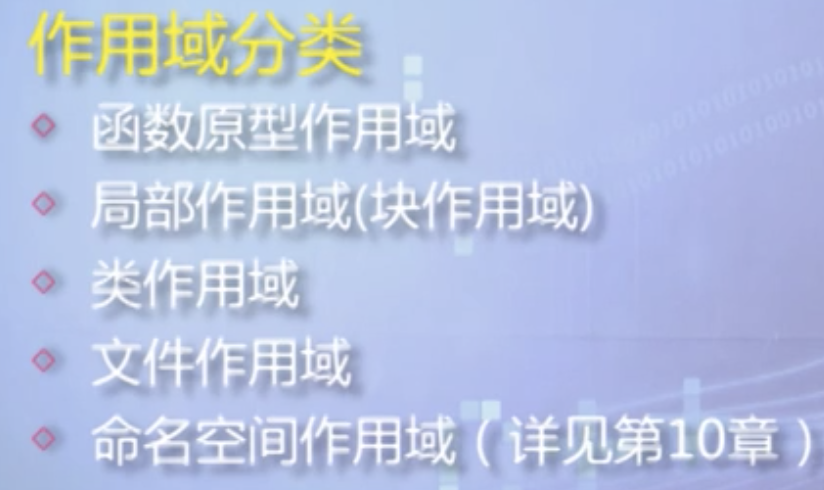 作用域分类
函数原型作用域
局部作用域(块作用域)
类作用域
文件作用域
命名空间作用域（详见第10章）